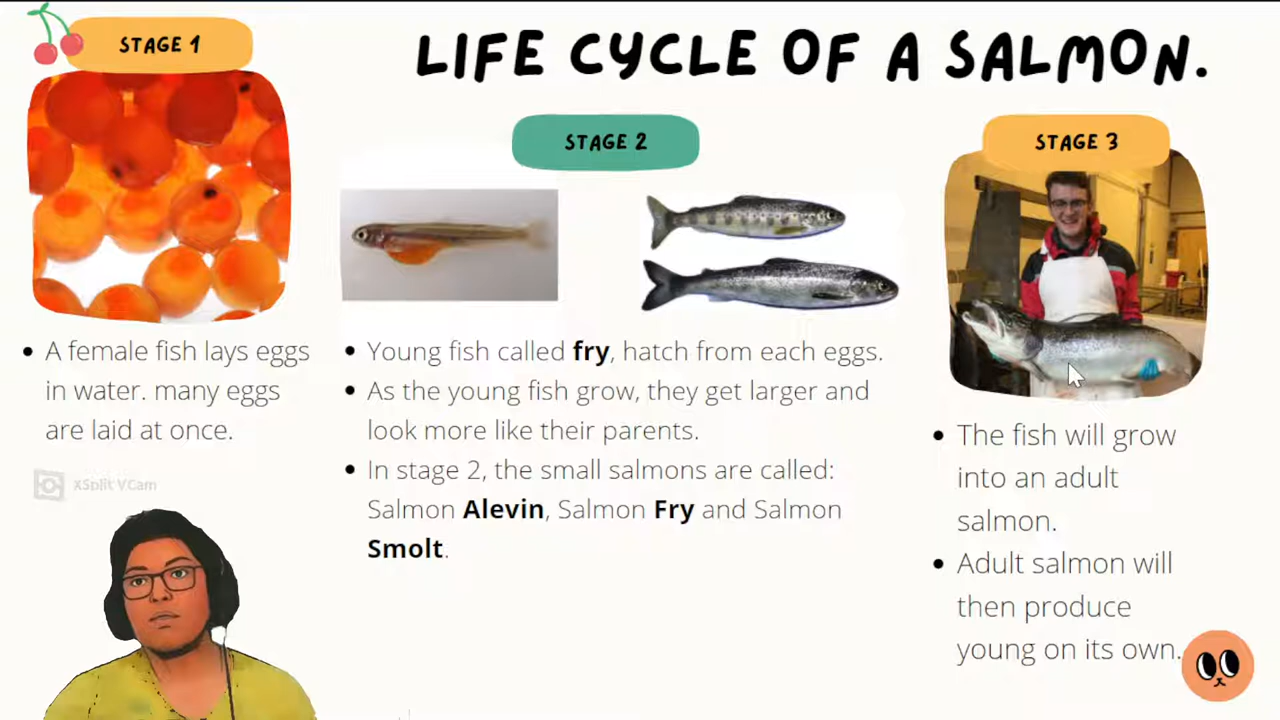 STAGE 1
LIFE CYCLE OF A SALMON.
STAGE 2
STAGE 3
• A female fish lays eggs
in water. many eggs
are laid at once.
XSplit VCam
• Young fish called fry, hatch from each eggs.
• As the young fish grow, they get larger and
look more like their parents.
• In stage 2, the small salmons are called:
Salmon Alevin, Salmon Fry and Salmon
Smolt.
• The fish will grow
into an adult
salmon.
• Adult salmon will
then produce
young on its own.